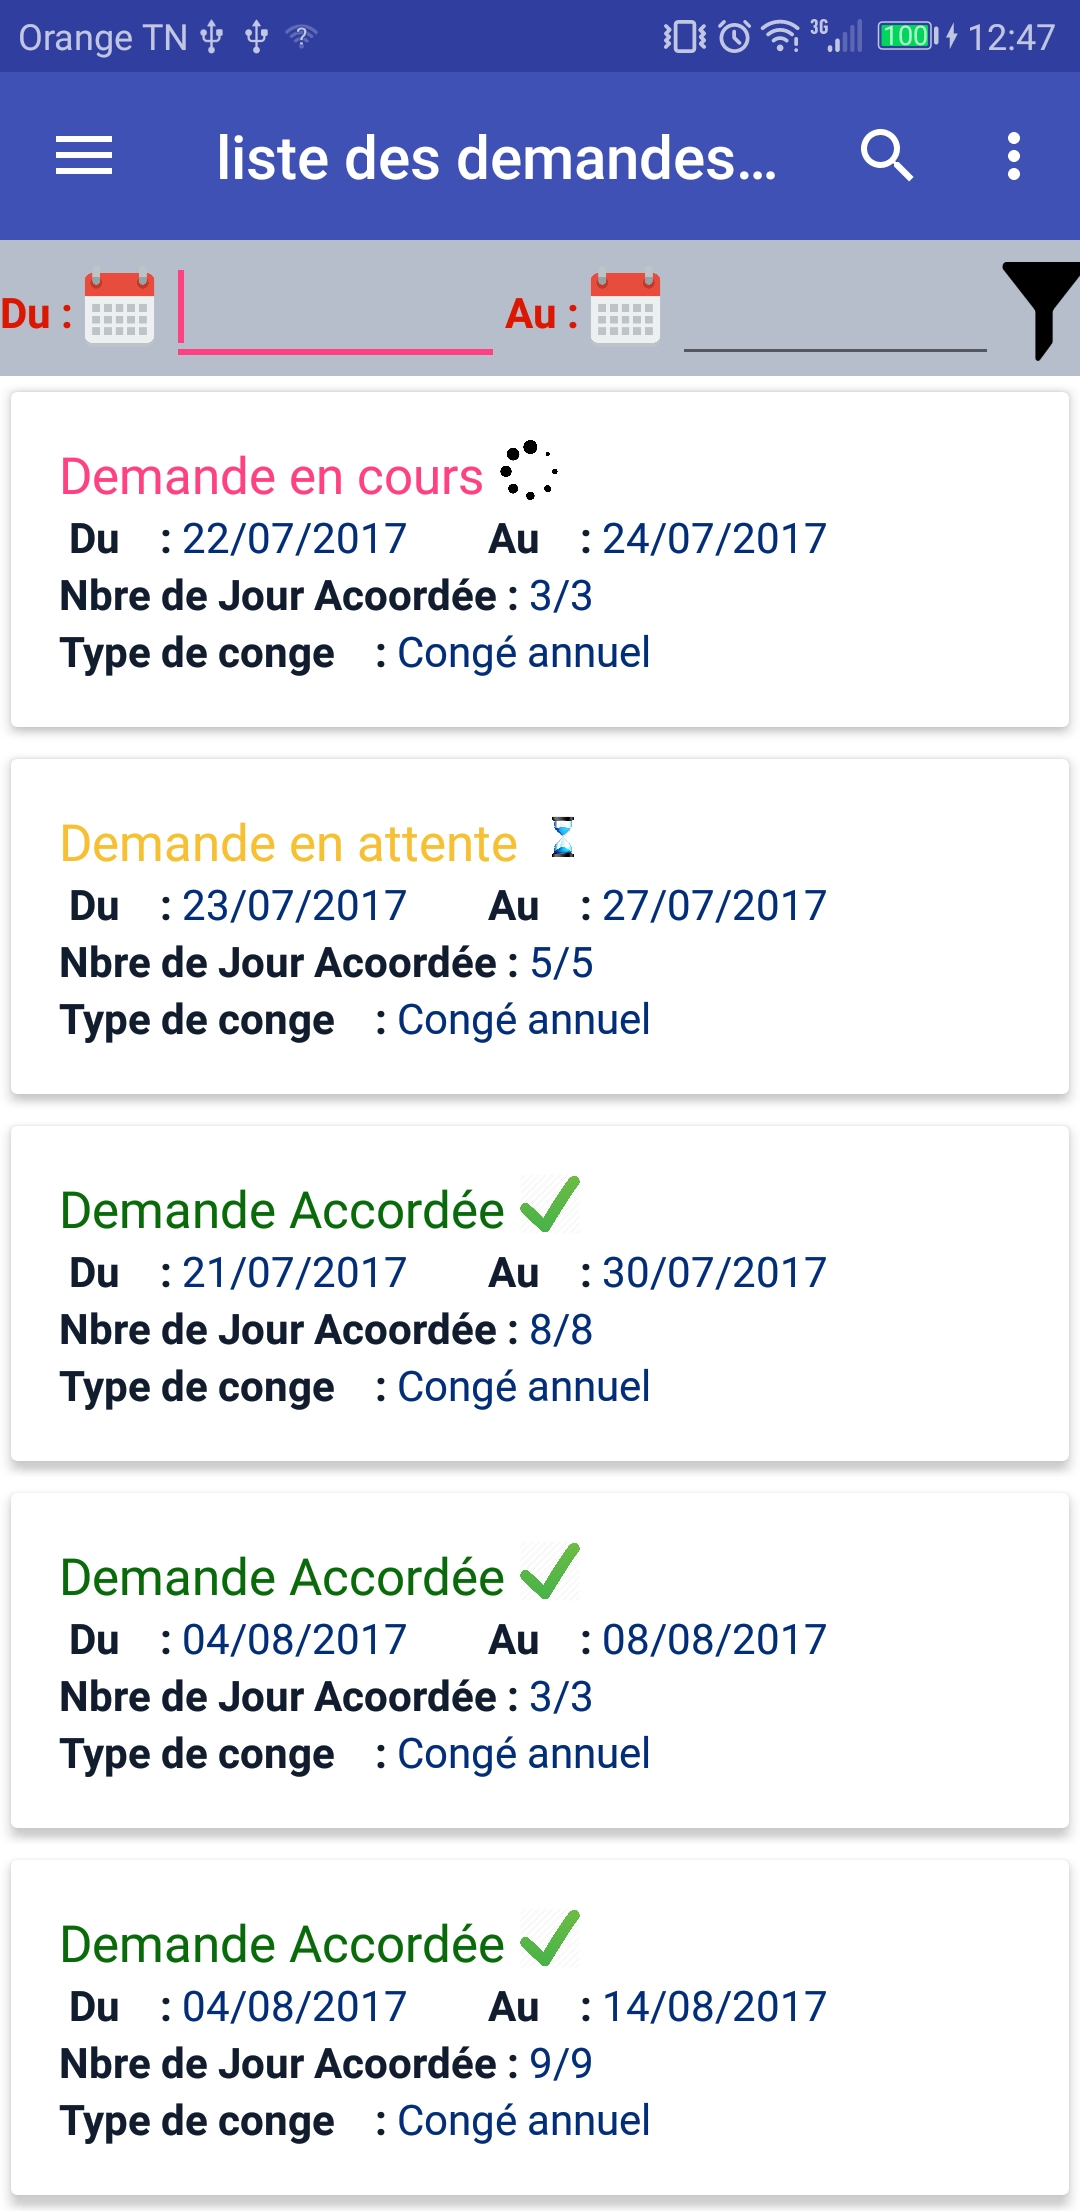 Orange TN 3G 100 12:47
liste des demandes...
Du : Au :
Demande en cours
Du : 22/07/2017 Au : 24/07/2017
Nbre de Jour Acoordée : 3/3
Type de conge : Congé annuel
Demande en attente
Du : 23/07/2017 Au : 27/07/2017
Nbre de Jour Acoordée : 5/5
Type de conge : Congé annuel
Demande Accordée
Du : 21/07/2017 Au : 30/07/2017
Nbre de Jour Acoordée : 8/8
Type de conge : Congé annuel
Demande Accordée
Du : 04/08/2017 Au : 08/08/2017
Nbre de Jour Acoordée : 3/3
Type de conge : Congé annuel
Demande Accordée
Du : 04/08/2017 Au : 14/08/2017
Nbre de Jour Acoordée : 9/9
Type de conge : Congé annuel